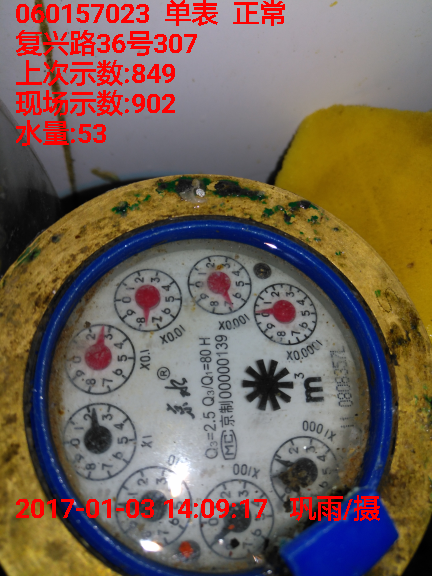 060157023 单表 正常
复兴路36号307
上次示数:849
现场示数:902
水量:53
X0.01
X0.001
X0.0001
X0.1
X1
X100
X1000
Q₃=2.5 Q₃/Q₁=80 H
MC 京制00000139
m³
®
2017-01-03 14:09:17 巩雨/摄